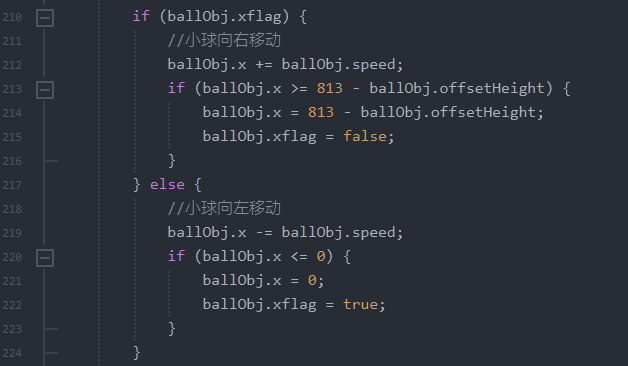 210 if (ballObj.xflag) {
211 //小球向右移动
212 ballObj.x += ballObj.speed;
213 if (ballObj.x >= 813 - ballObj.offsetHeight) {
214 ballObj.x = 813 - ballObj.offsetHeight;
215 ballObj.xflag = false;
216 }
217 } else {
218 //小球向左移动
219 ballObj.x -= ballObj.speed;
220 if (ballObj.x <= 0) {
221 ballObj.x = 0;
222 ballObj.xflag = true;
223 }
224 }